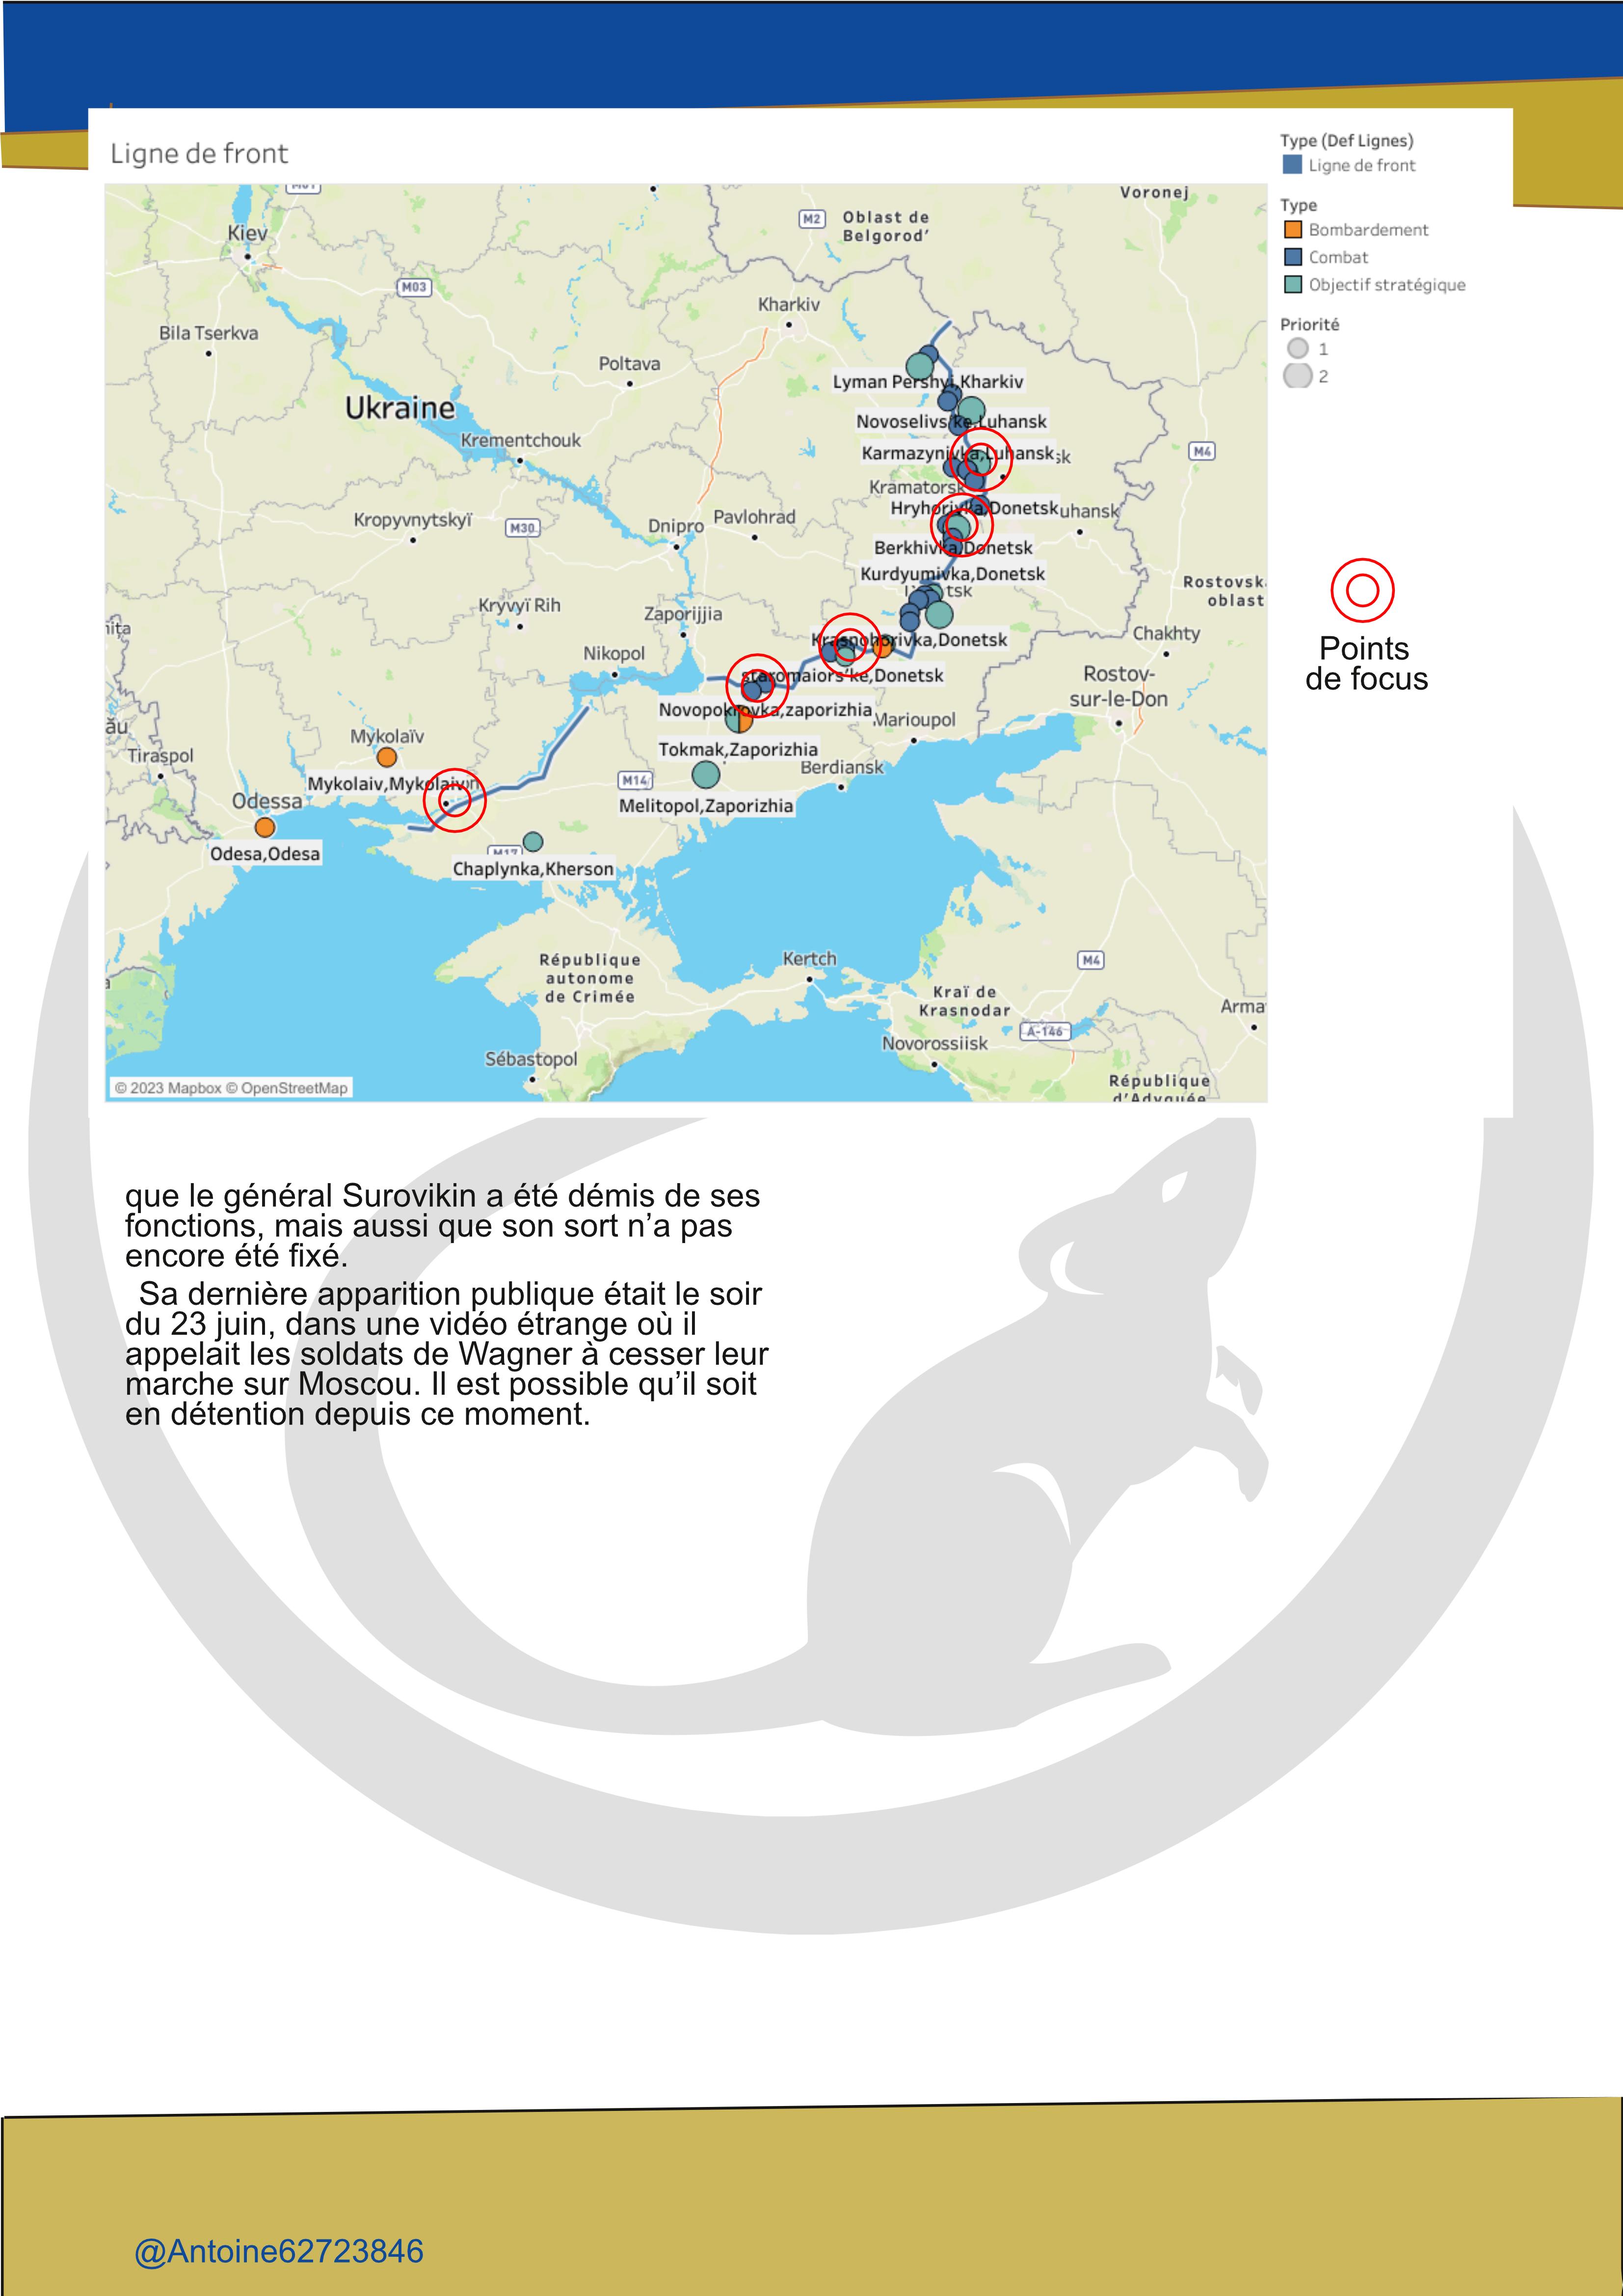 Ligne de front
Type (Def Lignes)
Ligne de front
Type
Bombardement
Combat
Objectif stratégique
Priorité
1
2
Points
de focus
Voronej
M2
Oblast de
Belgorod'
Kiev
M03
Kharkiv
Bila Tserkva
Poltava
Lyman Pershyi,Kharkiv
Ukraine
Novoselivs'ke,Luhansk
Krementchouk
Karmazynivka,Luhansk
M4
Kramatorsk
Hryhorivka,Donetsk
uhansk
Kropyvnytskyï
M30
Dnipro
Pavlohrad
Berkhivka,Donetsk
Kurdyumivka,Donetsk
tsk
Rostovsk
oblast
Kryvyï Rih
Zaporijjia
Krasnohorivka,Donetsk
Chakhty
Nikopol
staromaiors'ke,Donetsk
Rostov-
sur-le-Don
Novopokrovka,zaporizhia
Marioupol
Mykolaïv
Tiraspol
Tokmak,Zaporizhia
Berdiansk
Mykolaiv,Mykolaiv
M14
Odessa
Melitopol,Zaporizhia
Odesa,Odesa
M17
Chaplynka,Kherson
République
autonome
de Crimée
Kertch
M4
Kraï de
Krasnodar
Arma
A-146
Novorossiisk
Sébastopol
République
d'Adyguée
© 2023 Mapbox © OpenStreetMap
que le général Surovikin a été démis de ses
fonctions, mais aussi que son sort n'a pas
encore été fixé.
Sa dernière apparition publique était le soir
du 23 juin, dans une vidéo étrange où il
appelait les soldats de Wagner à cesser leur
marche sur Moscou. Il est possible qu'il soit
en détention depuis ce moment.
@Antoine62723846